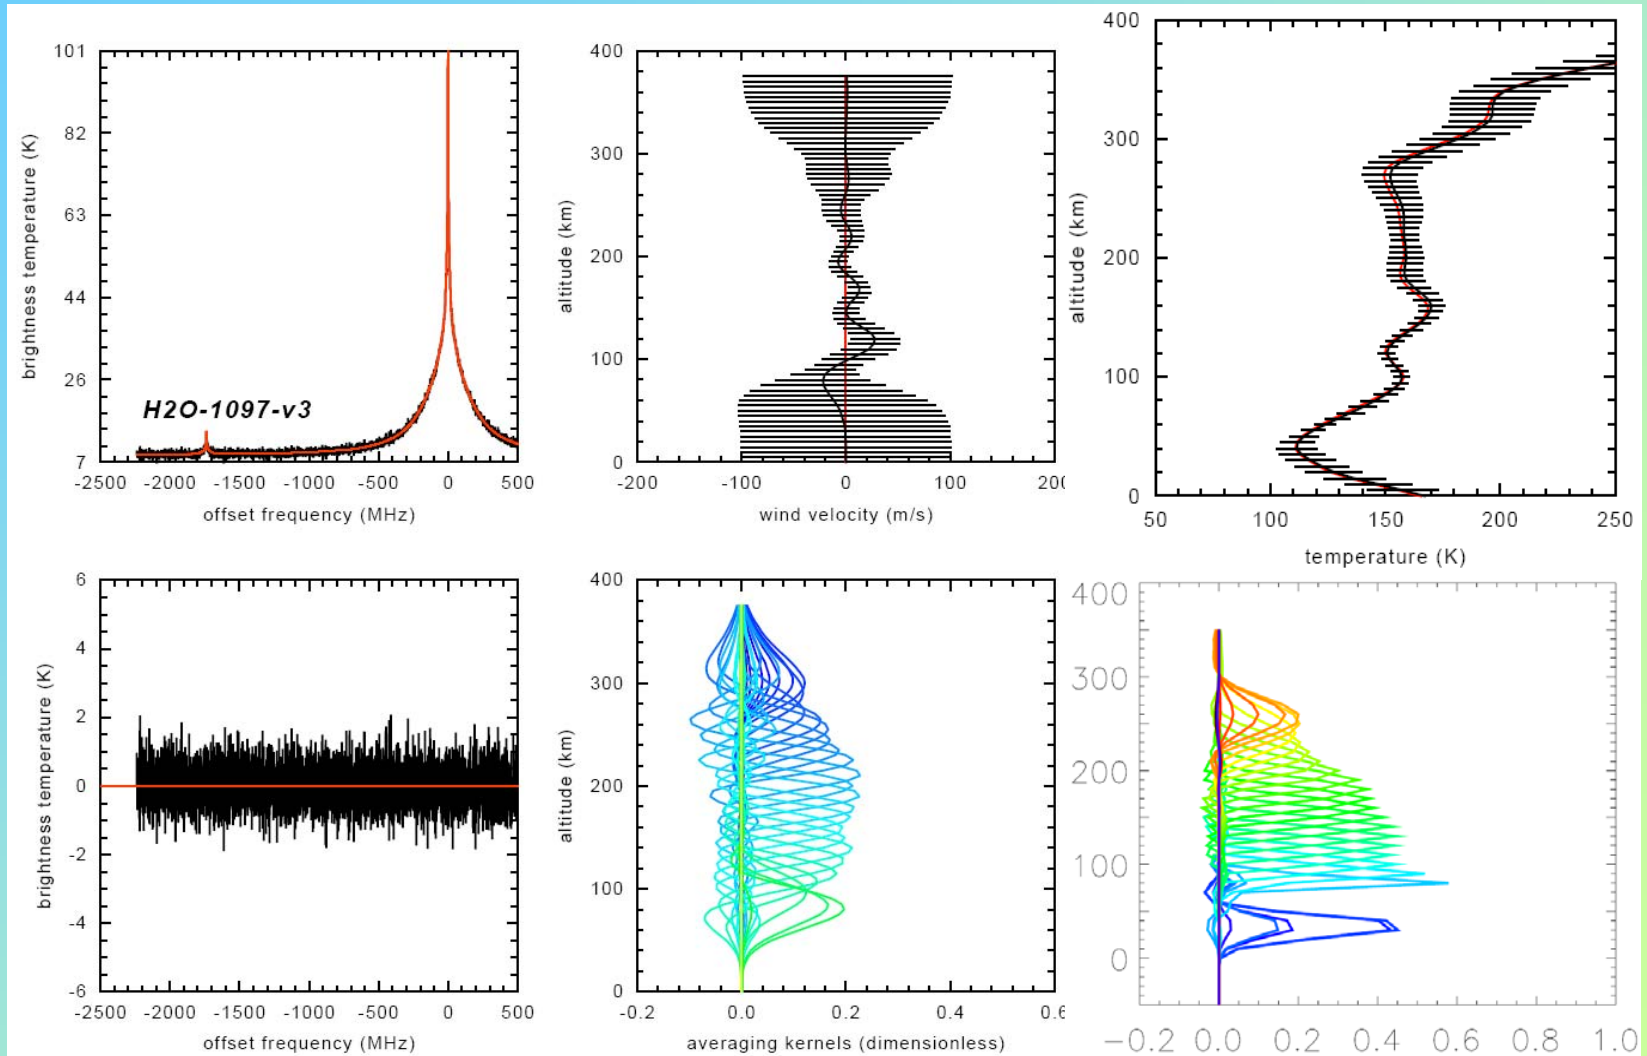 101
82
63
44
26
7
brightness temperature (K)
H2O-1097-v3
-2500 -2000 -1500 -1000 -500 0 500
offset frequency (MHz)
400
300
200
100
0
altitude (km)
-200 -100 0 100 200
wind velocity (m/s)
400
300
200
100
0
altitude (km)
50 100 150 200 250
temperature (K)
6
4
2
0
-2
-4
-6
brightness temperature (K)
-2500 -2000 -1500 -1000 -500 0 500
offset frequency (MHz)
400
300
200
100
0
altitude (km)
-0.2 0.0 0.2 0.4 0.6
averaging kernels (dimensionless)
400
300
200
100
0
-0.2 0.0 0.2 0.4 0.6 0.8 1.0